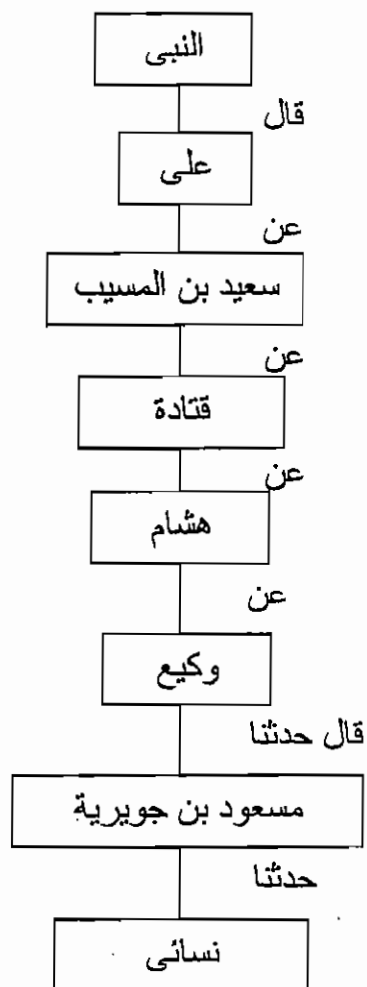 النبى
قال
على
عن
سعيد بن المسيب
عن
قتادة
عن
هشام
عن
وكيع
قال حدثنا
مسعود بن جويرية
حدثنا
نسائى